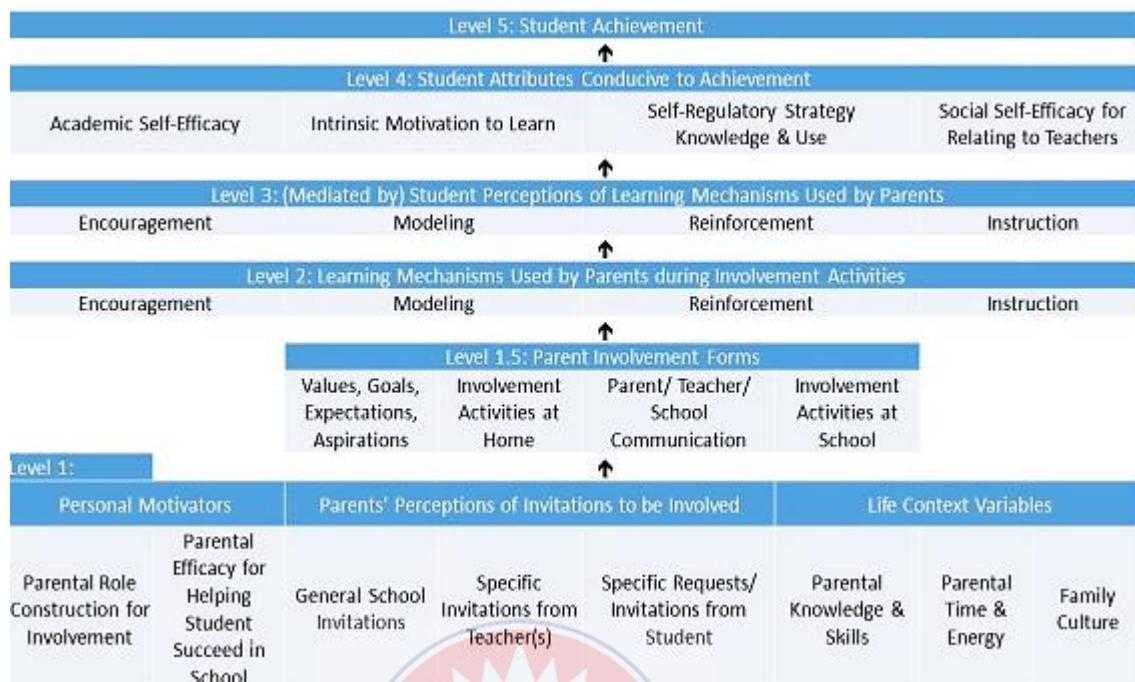 Level 5: Student Achievement
↑
Level 4: Student Attributes Conducive to Achievement
Academic Self-Efficacy
Intrinsic Motivation to Learn
Self-Regulatory Strategy
Knowledge & Use
Social Self-Efficacy for
Relating to Teachers
↑
Level 3: (Mediated by) Student Perceptions of Learning Mechanisms Used by Parents
Encouragement
Modeling
Reinforcement
Instruction
↑
Level 2: Learning Mechanisms Used by Parents during Involvement Activities
Encouragement
Modeling
Reinforcement
Instruction
↑
Level 1.5: Parent Involvement Forms
Values, Goals,
Expectations,
Aspirations
Involvement
Activities at
Home
Parent/ Teacher/
School
Communication
Involvement
Activities at
School
↑
Level 1:
Personal Motivators
Parents' Perceptions of Invitations to be Involved
Life Context Variables
Parental Role
Construction for
Involvement
Parental
Efficacy for
Helping
Student
Succeed in
School
General School
Invitations
Specific
Invitations from
Teacher(s)
Specific Requests/
Invitations from
Student
Parental
Knowledge &
Skills
Parental
Time &
Energy
Family
Culture